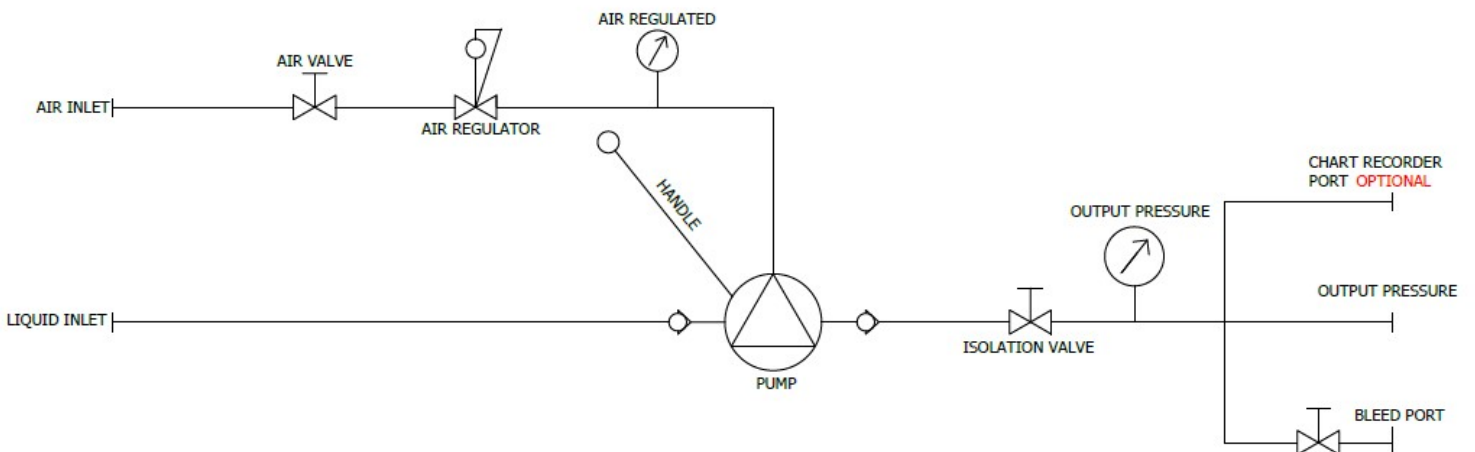 AIR REGULATED
AIR VALVE
AIR INLET
AIR REGULATOR
HANDLE
CHART RECORDER
PORT OPTIONAL
OUTPUT PRESSURE
OUTPUT PRESSURE
LIQUID INLET
ISOLATION VALVE
PUMP
BLEED PORT